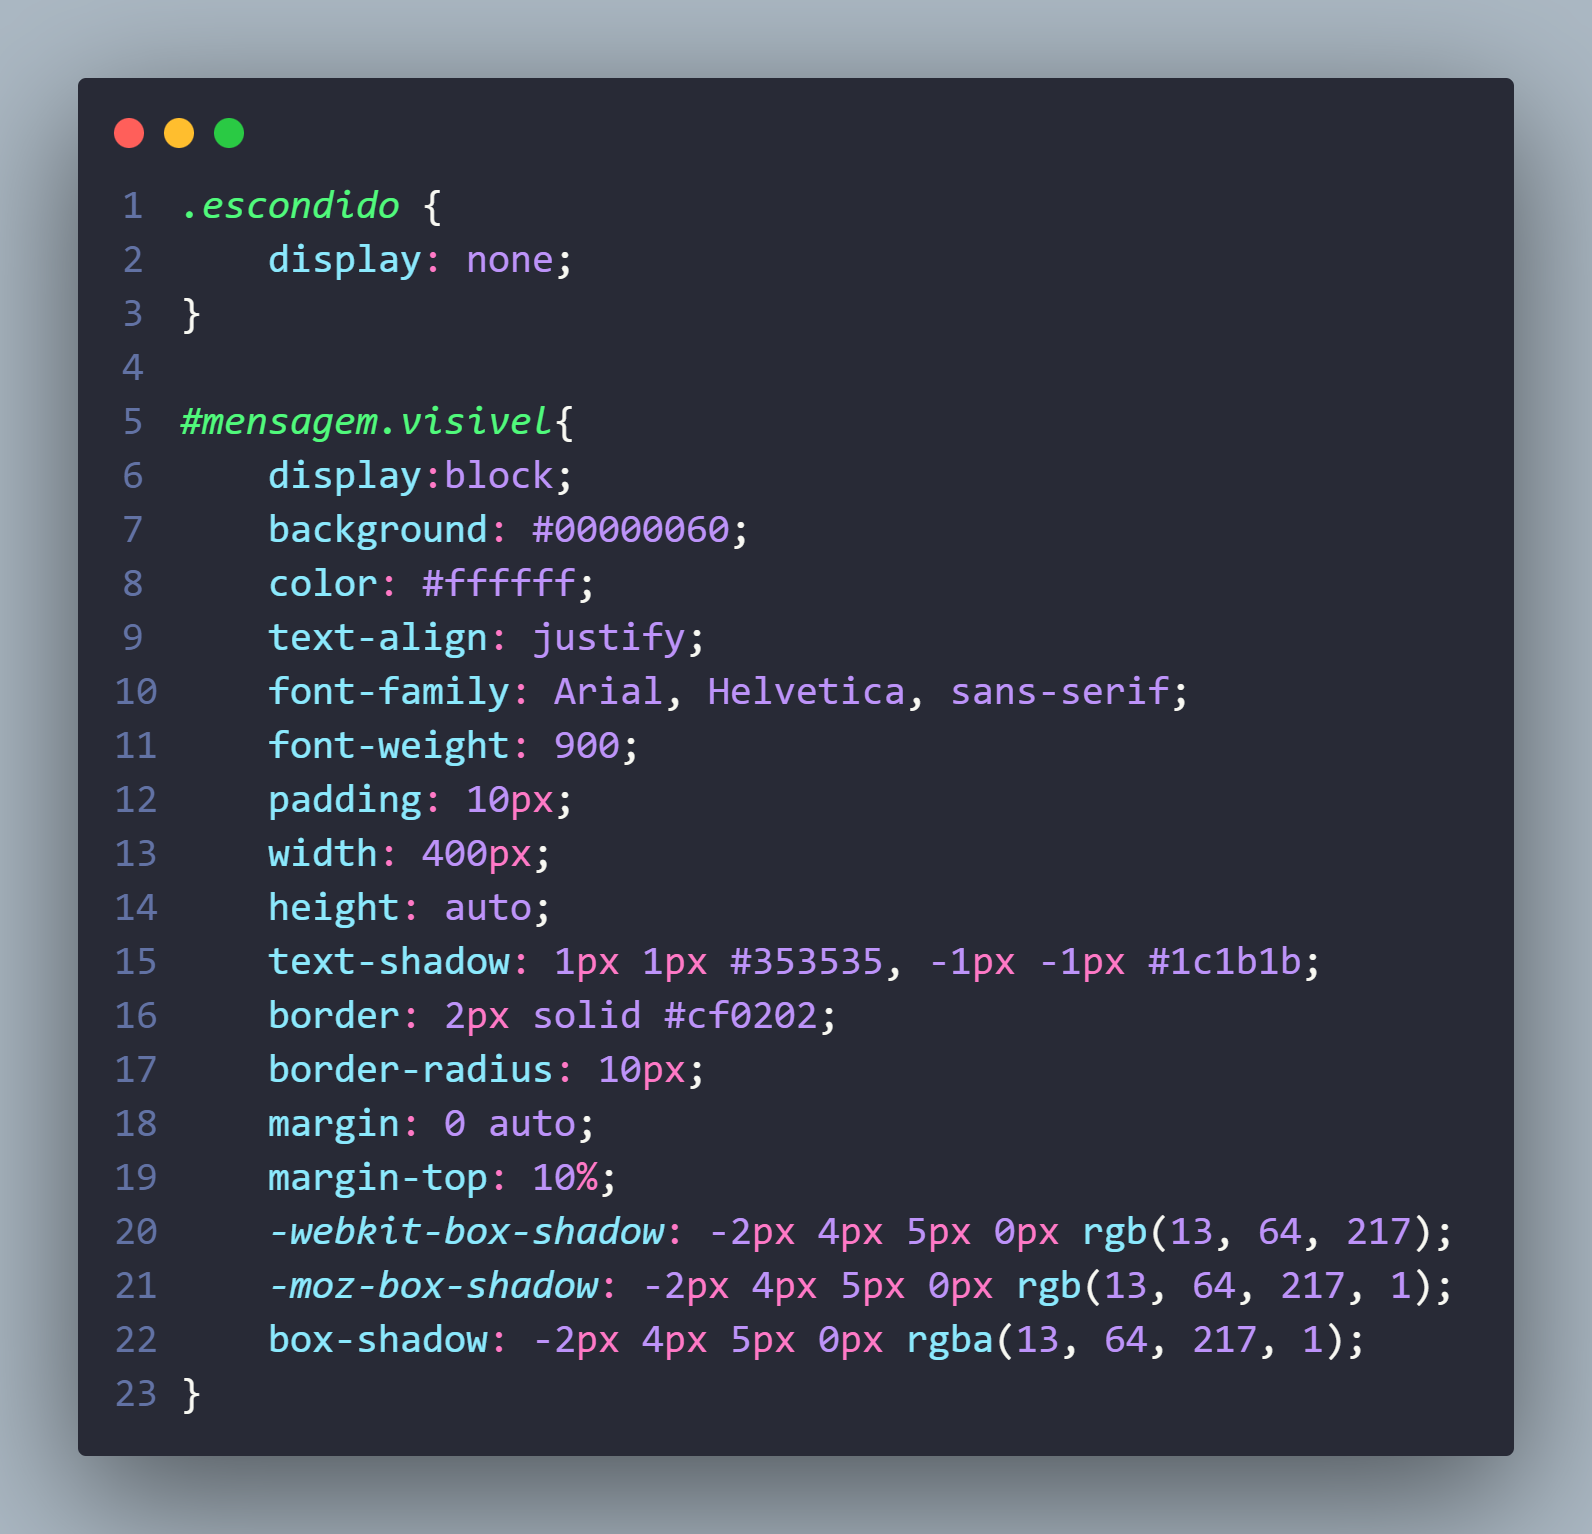 1 .escondido {
2     display: none;
3 }
4
5 #mensagem.visivel{
6     display:block;
7     background: #00000060;
8     color: #ffffff;
9     text-align: justify;
10     font-family: Arial, Helvetica, sans-serif;
11     font-weight: 900;
12     padding: 10px;
13     width: 400px;
14     height: auto;
15     text-shadow: 1px 1px #353535, -1px -1px #1c1b1b;
16     border: 2px solid #cf0202;
17     border-radius: 10px;
18     margin: 0 auto;
19     margin-top: 10%;
20     -webkit-box-shadow: -2px 4px 5px 0px rgb(13, 64, 217);
21     -moz-box-shadow: -2px 4px 5px 0px rgb(13, 64, 217, 1);
22     box-shadow: -2px 4px 5px 0px rgba(13, 64, 217, 1);
23 }